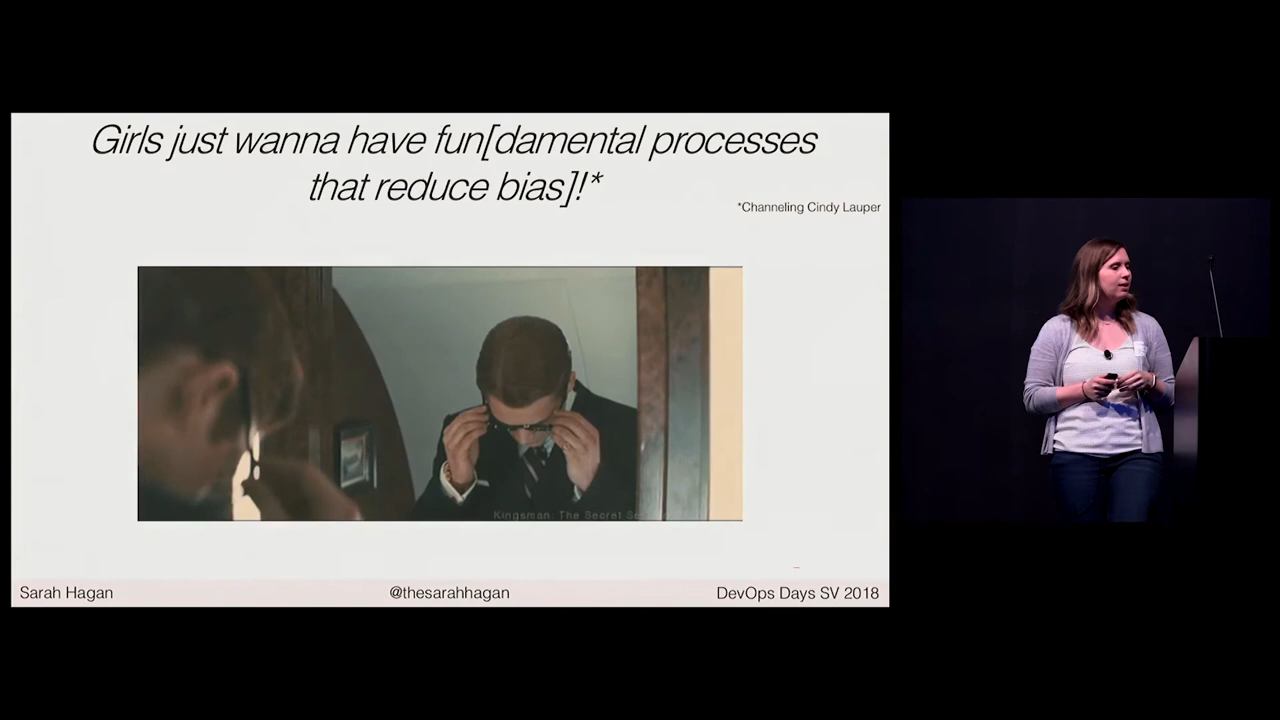 Girls just wanna have fun[damental processes
that reduce bias]!*
*Channeling Cindy Lauper
Kingsman: The Secret
Sarah Hagan
@thesarahhagan
DevOps Days SV 2018